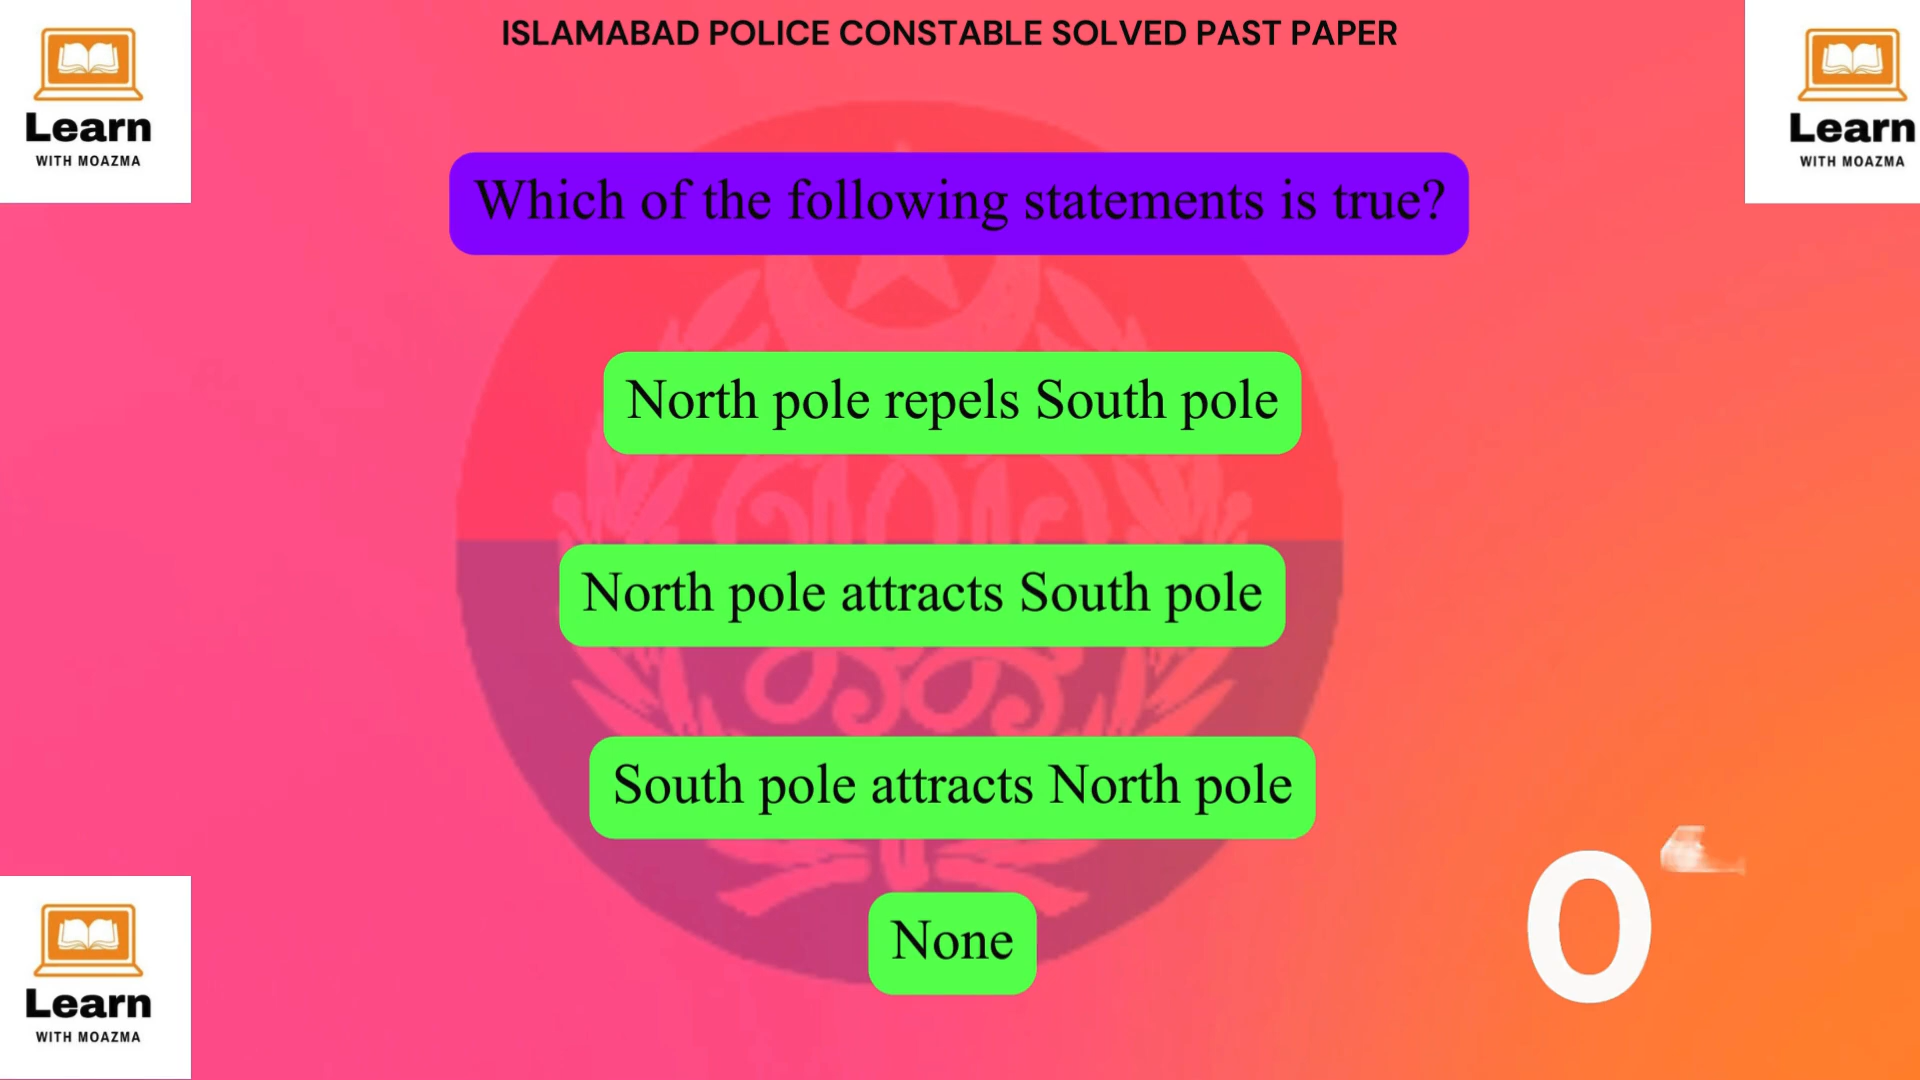 ISLAMABAD POLICE CONSTABLE SOLVED PAST PAPER
Learn
WITH MOAZMA
Learn
WITH MOAZMA
Which of the following statements is true?
North pole repels South pole
North pole attracts South pole
South pole attracts North pole
None
0
Learn
WITH MOAZMA